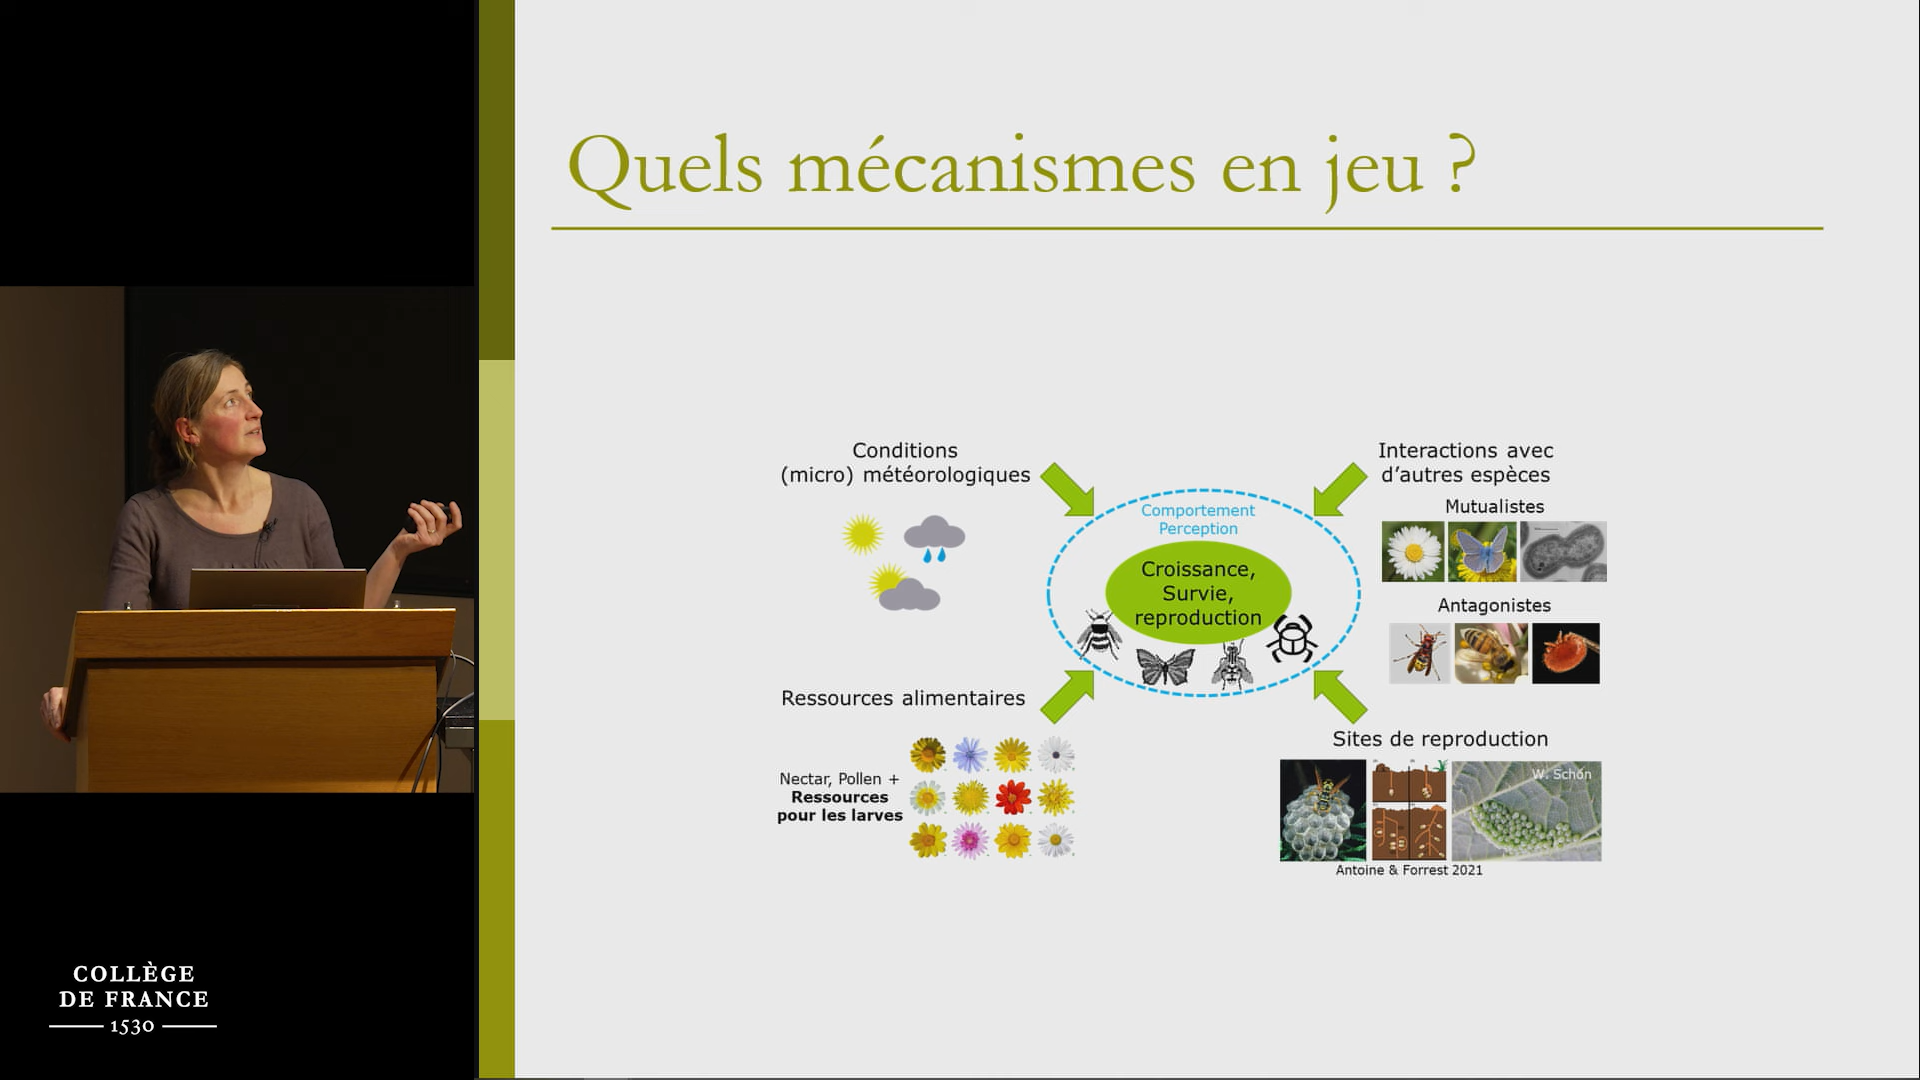 Quels mécanismes en jeu ?
Conditions
(micro) météorologiques
Interactions avec
d’autres espèces
Mutualistes
Antagonistes
Comportement
Perception
Croissance,
Survie,
reproduction
Ressources alimentaires
Nectar, Pollen +
Ressources
pour les larves
Sites de reproduction
W. Schön
Antoine & Forrest 2021
COLLÈGE
DE FRANCE
1530